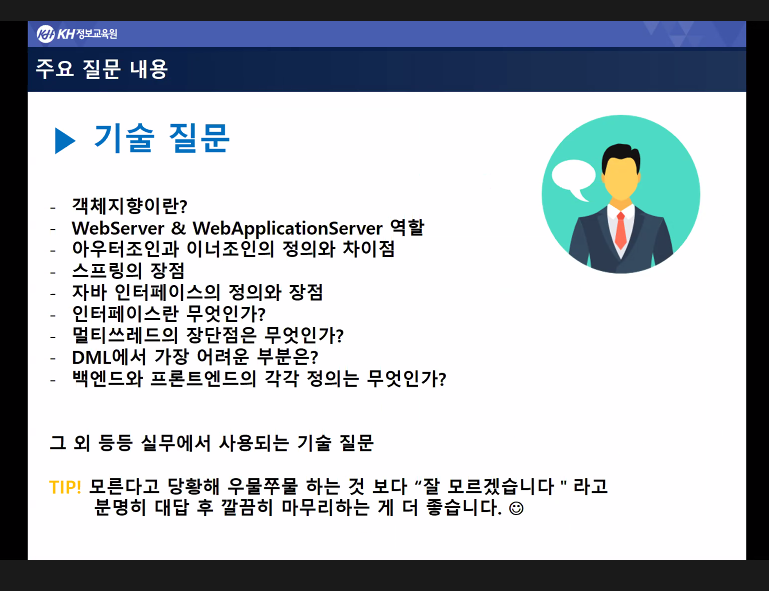 KH 정보교육원
주요 질문 내용
▶ 기술 질문
- 객체지향이란?
- WebServer & WebApplicationServer 역할
- 아우터조인과 이너조인의 정의와 차이점
- 스프링의 장점
- 자바 인터페이스의 정의와 장점
- 인터페이스란 무엇인가?
- 멀티쓰레드의 장단점은 무엇인가?
- DML에서 가장 어려운 부분은?
- 백엔드와 프론트엔드의 각각 정의는 무엇인가?
그 외 등등 실무에서 사용되는 기술 질문
TIP! 모른다고 당황해 우물쭈물 하는 것 보다 “잘 모르겠습니다 " 라고
분명히 대답 후 깔끔히 마무리하는 게 더 좋습니다. ☺